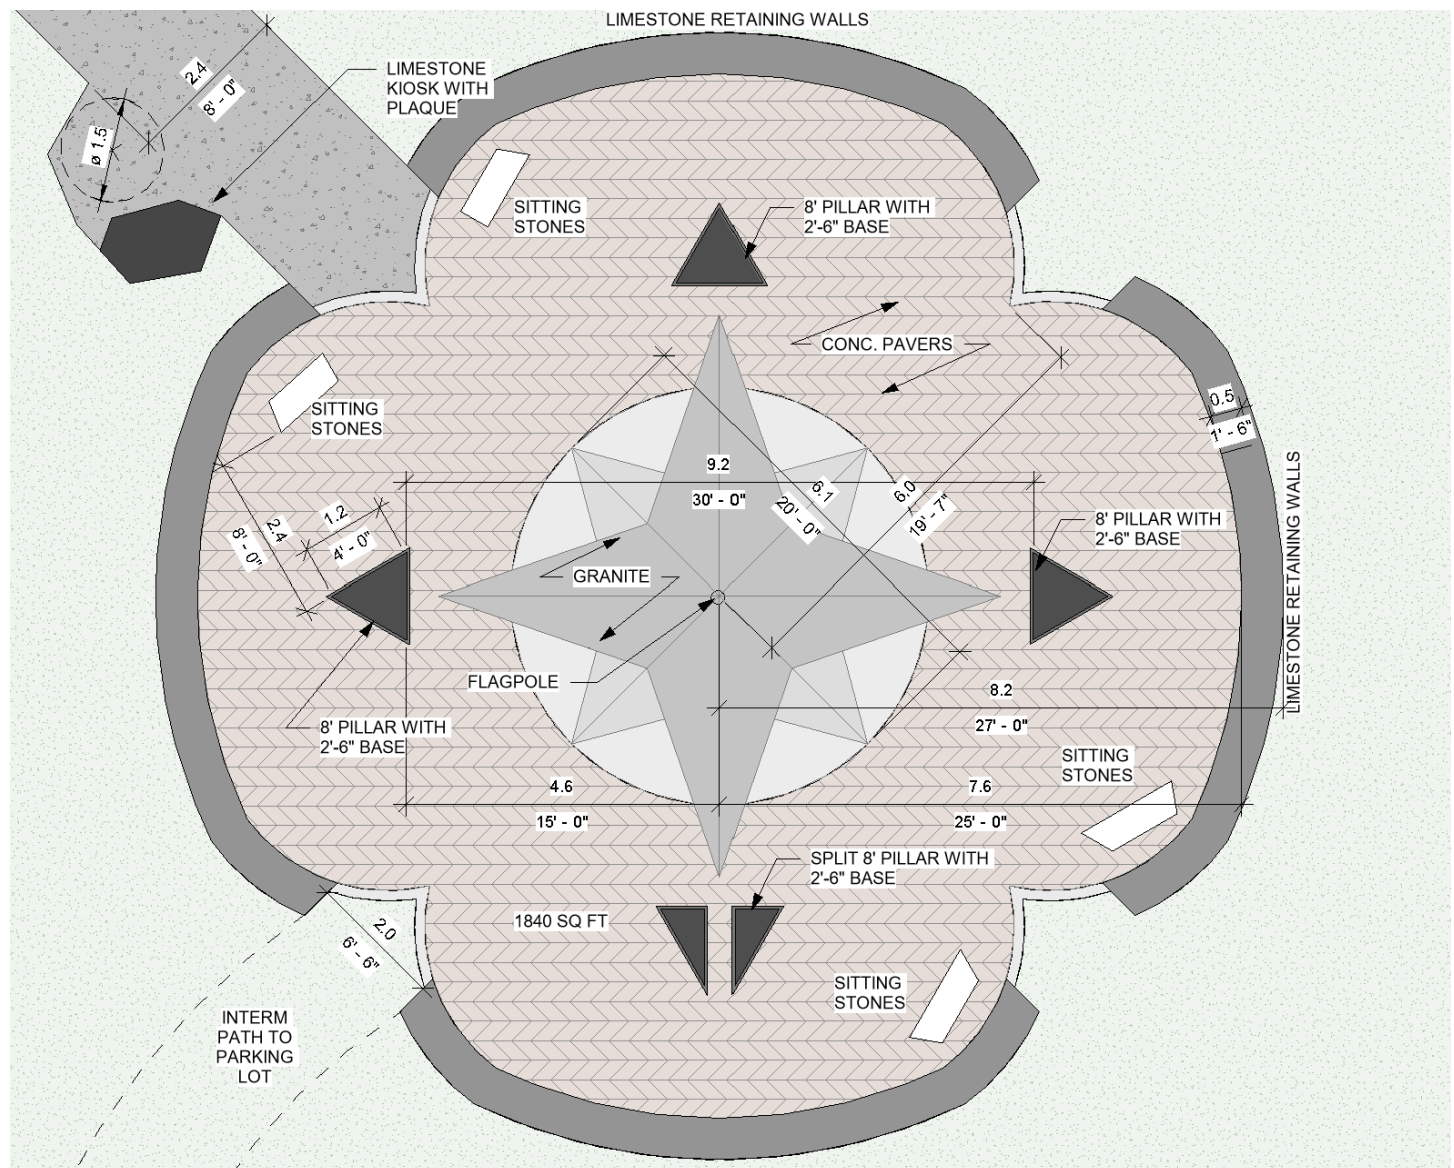 LIMESTONE RETAINING WALLS
2.4
8' - 0"
LIMESTONE
KIOSK WITH
PLAQUE
ø 1.5
SITTING
STONES
8' PILLAR WITH
2'-6" BASE
CONC. PAVERS
SITTING
STONES
0.5
1' - 6"
9.2
30' - 0"
6.1
20' - 0"
6.0
19' - 7"
LIMESTONE RETAINING WALLS
1.2
4' - 0"
2.4
8' - 0"
8' PILLAR WITH
2'-6" BASE
GRANITE
FLAGPOLE
8.2
27' - 0"
8' PILLAR WITH
2'-6" BASE
SITTING
STONES
4.6
15' - 0"
7.6
25' - 0"
SPLIT 8' PILLAR WITH
2'-6" BASE
1840 SQ FT
2.0
6' - 6"
SITTING
STONES
INTERM
PATH TO
PARKING
LOT